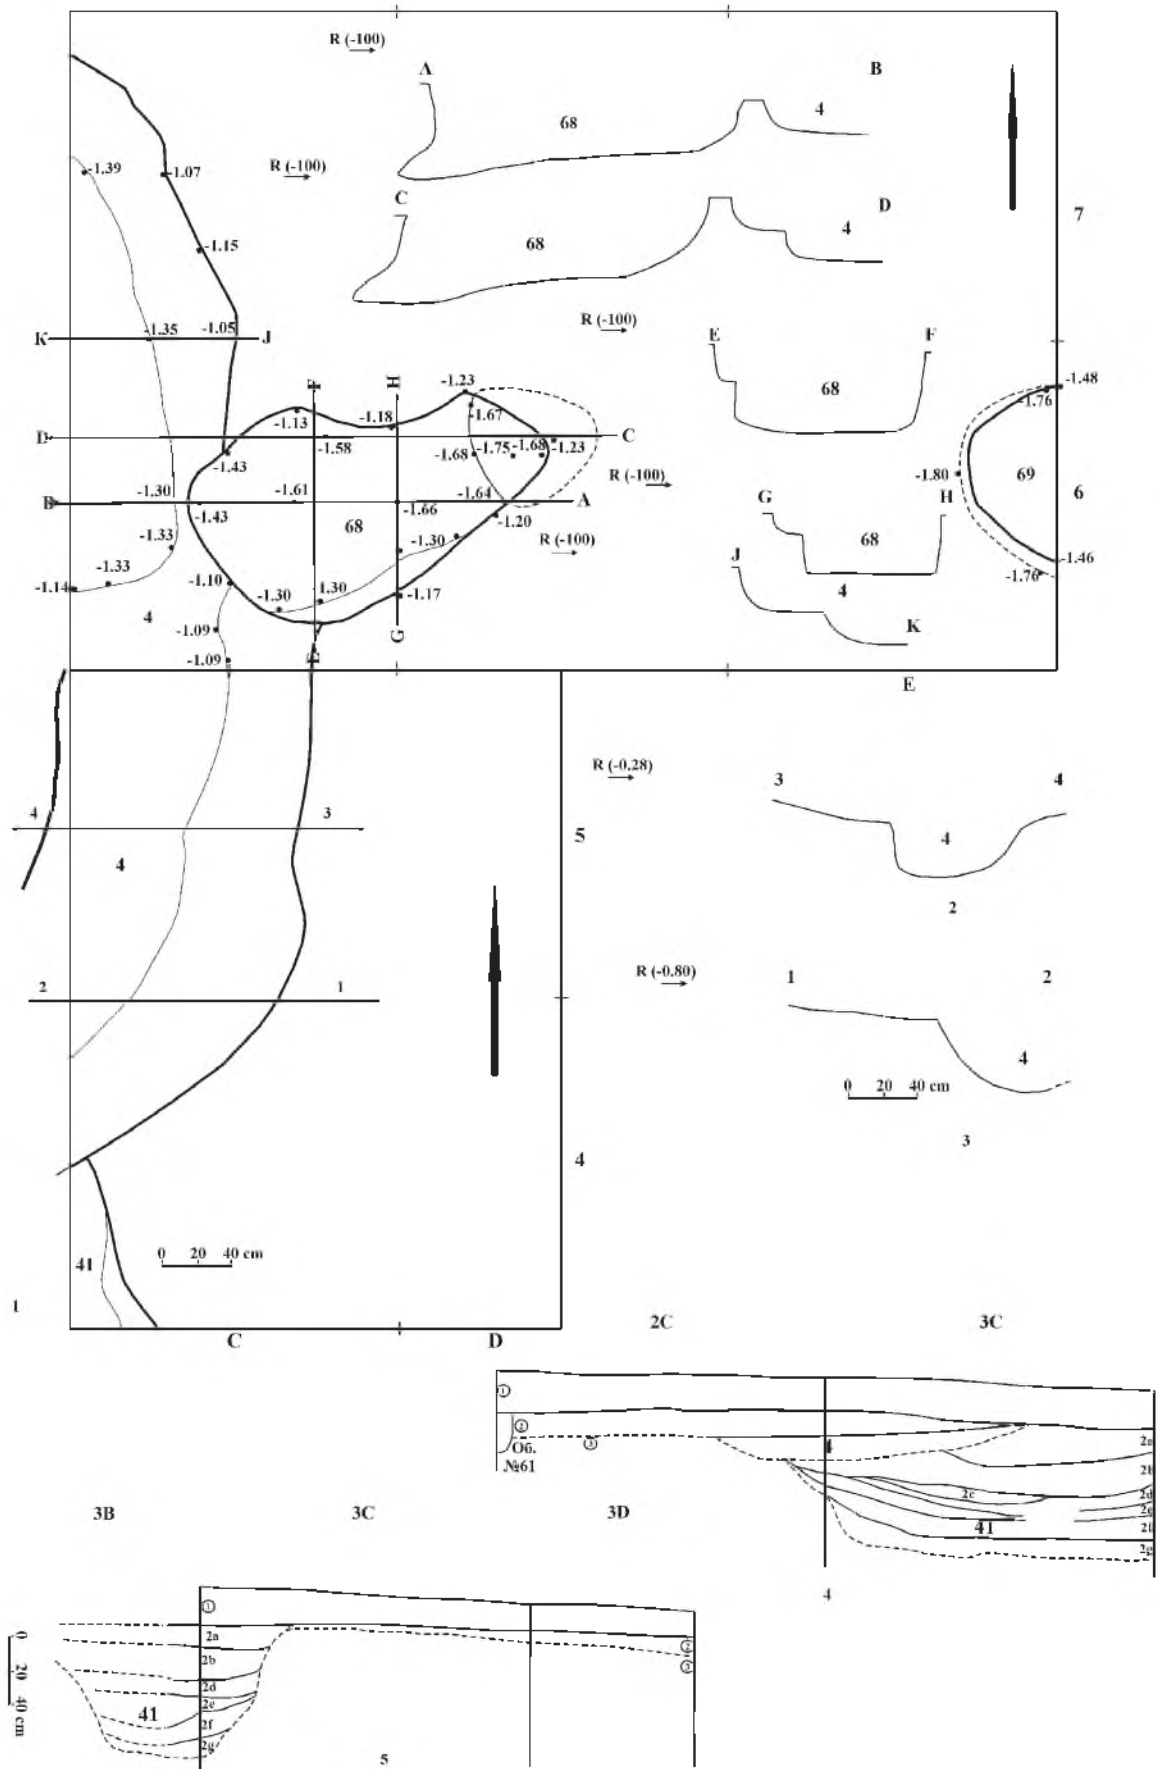 R (-100)
A
B
4
68
-1.39
-1.07
R (-100)
C
D
7
68
4
-1.15
R (-100)
K
-1.35
-1.05
J
E
F
68
-1.48
-1.76
F
H
-1.23
-1.13
-1.18
-1.67
C
-1.58
-1.43
-1.68
-1.75
-1.68
-1.23
R (-100)
-1.80
69
6
-1.30
-1.43
-1.61
68
-1.66
-1.64
A
-1.20
G
H
68
-1.33
-1.30
R (-100)
J
-1.46
-1.76
-1.14
-1.33
-1.10
-1.30
-1.30
-1.17
4
4
-1.09
G
K
-1.09
E
E
R (-0.28)
3
4
4
3
5
4
4
2
R (-0.80)
1
2
2
1
4
0 20 40 cm
3
4
41
0 20 40 cm
1
C
D
2C
3C
1
2
3
Об.
№61
4
2a
2b
2c
2d
2e
2f
2g
41
3B
3C
3D
4
1
2a
2b
2d
2e
2f
2g
41
2
3
0 20 40 cm
5